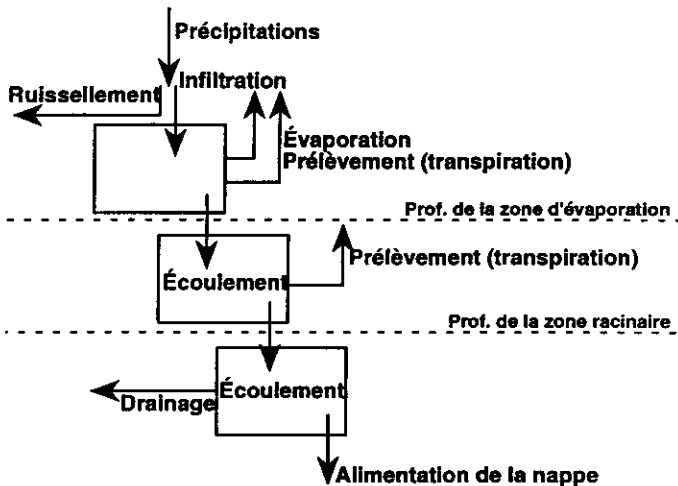 Précipitations
Infiltration
Ruissellement
Évaporation
Prélèvement (transpiration)
Prof. de la zone d'évaporation
Prélèvement (transpiration)
Écoulement
Prof. de la zone racinaire
Écoulement
Drainage
Alimentation de la nappe